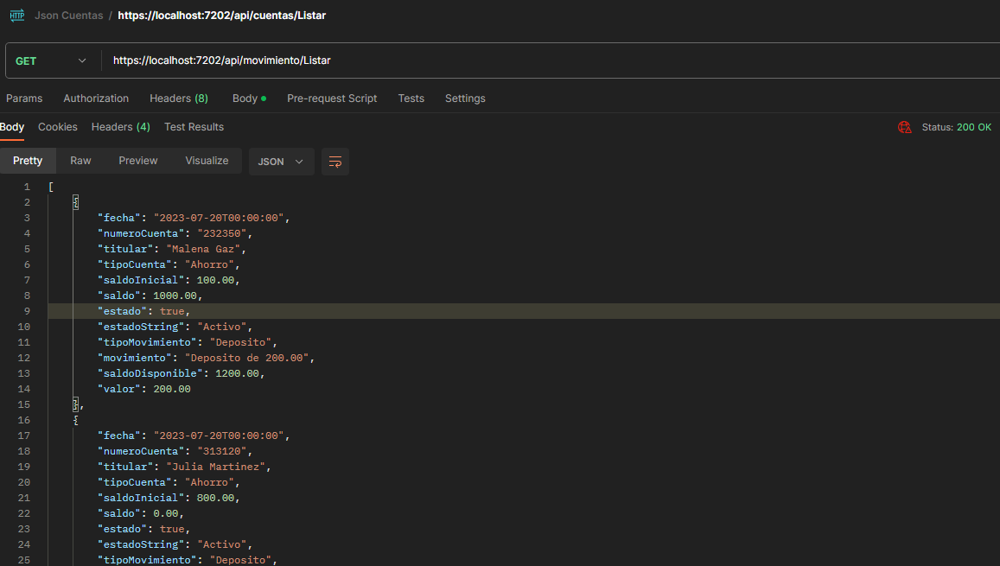 HTTP Json Cuentas / https://localhost:7202/api/cuentas/Listar
GET https://localhost:7202/api/movimiento/Listar
Params Authorization Headers (8) Body Pre-request Script Tests Settings
Body Cookies Headers (4) Test Results Status: 200 OK
Pretty Raw Preview Visualize JSON
1 [
2 {
3 "fecha": "2023-07-20T00:00:00",
4 "numeroCuenta": "232350",
5 "titular": "Malena Gaz",
6 "tipoCuenta": "Ahorro",
7 "saldoInicial": 100.00,
8 "saldo": 1000.00,
9 "estado": true,
10 "estadoString": "Activo",
11 "tipoMovimiento": "Deposito",
12 "movimiento": "Deposito de 200.00",
13 "saldoDisponible": 1200.00,
14 "valor": 200.00
15 },
16 {
17 "fecha": "2023-07-20T00:00:00",
18 "numeroCuenta": "313120",
19 "titular": "Julia Martinez",
20 "tipoCuenta": "Ahorro",
21 "saldoInicial": 800.00,
22 "saldo": 0.00,
23 "estado": true,
24 "estadoString": "Activo",
25 "tipoMovimiento": "Deposito",